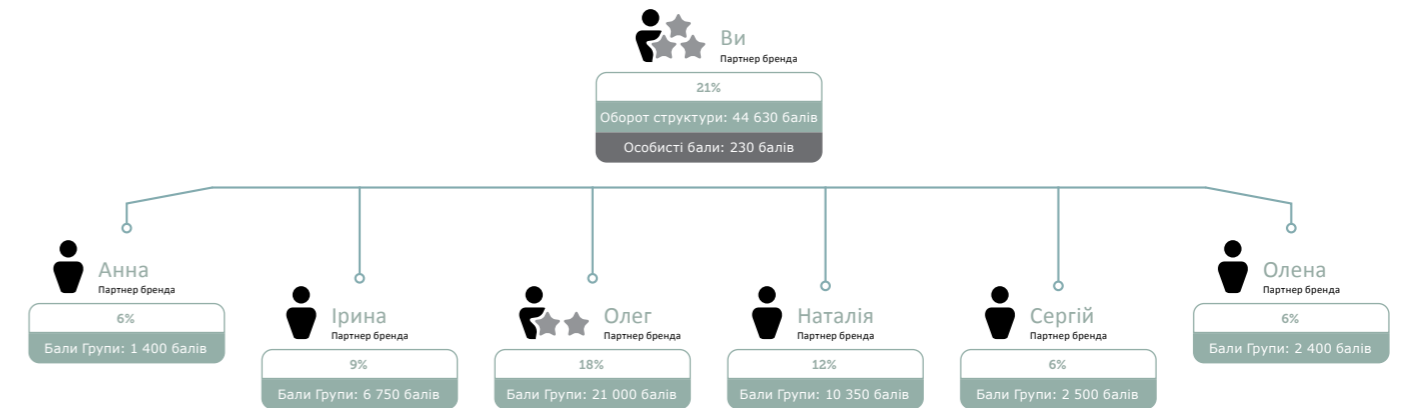 Ви
Партнер бренда
21%
Оборот структури: 44 630 балів
Особисті бали: 230 балів
Анна
Партнер бренда
6%
Бали Групи: 1 400 балів
Ірина
Партнер бренда
9%
Бали Групи: 6 750 балів
Олег
Партнер бренда
18%
Бали Групи: 21 000 балів
Наталія
Партнер бренда
12%
Бали Групи: 10 350 балів
Сергій
Партнер бренда
6%
Бали Групи: 2 500 балів
Олена
Партнер бренда
6%
Бали Групи: 2 400 балів